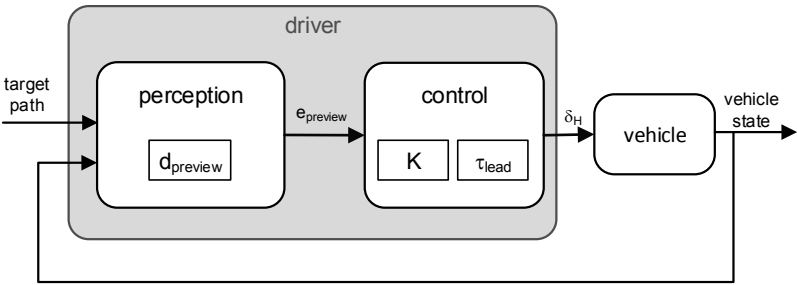 driver
target
path
perception
d_preview
e_preview
control
K
τ_lead
δ_H
vehicle
vehicle
state